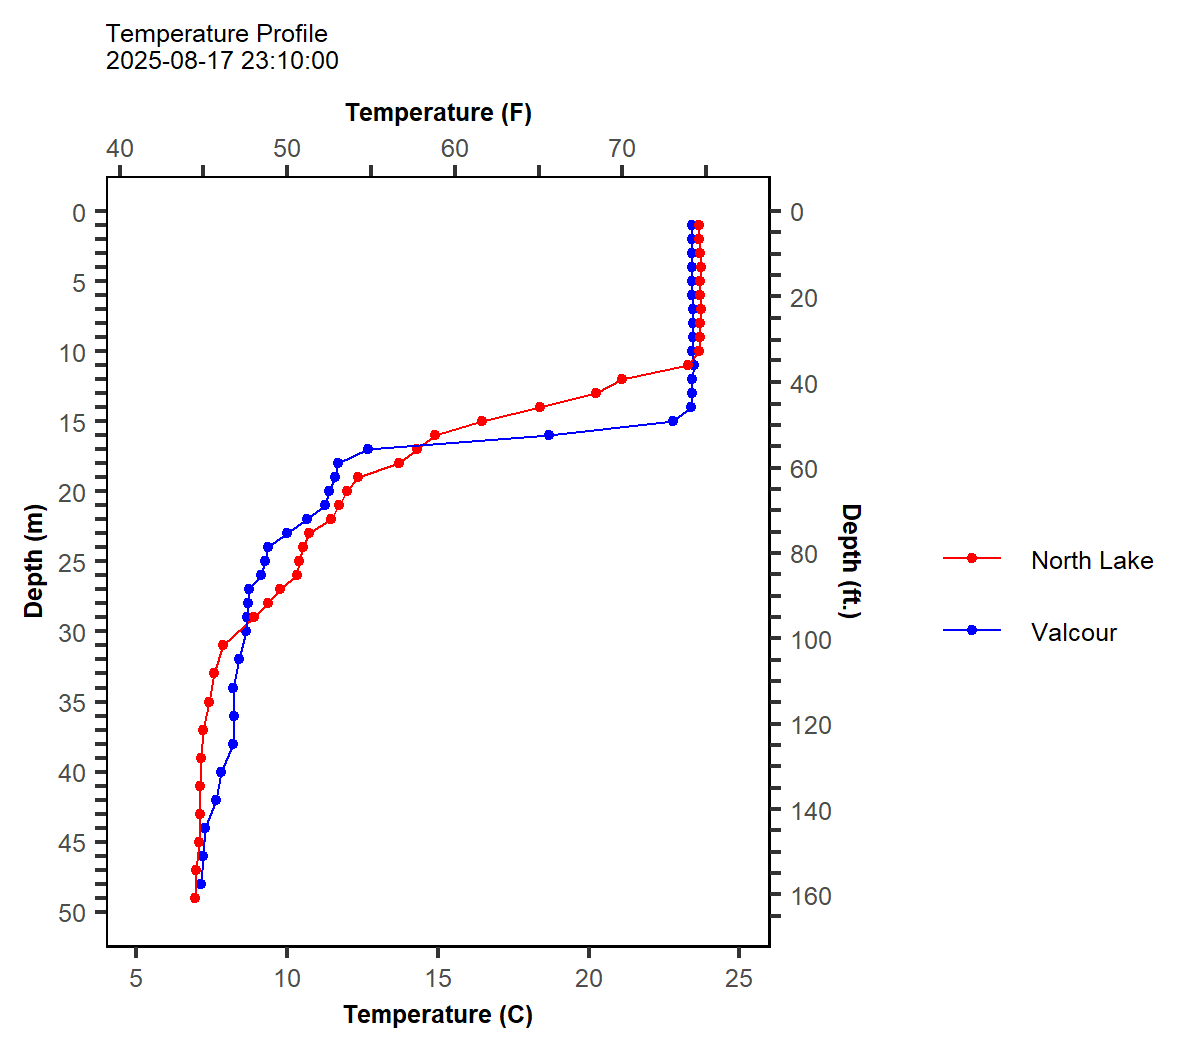 Temperature Profile
2025-08-17 23:10:00
Temperature (F)
40 50 60 70
0 0
5
20
10
40
15
60
20
80
25
Depth (m)
Depth (ft.)
North Lake
30
100
Valcour
35
120
40
140
45
160
50
5 10 15 20 25
Temperature (C)